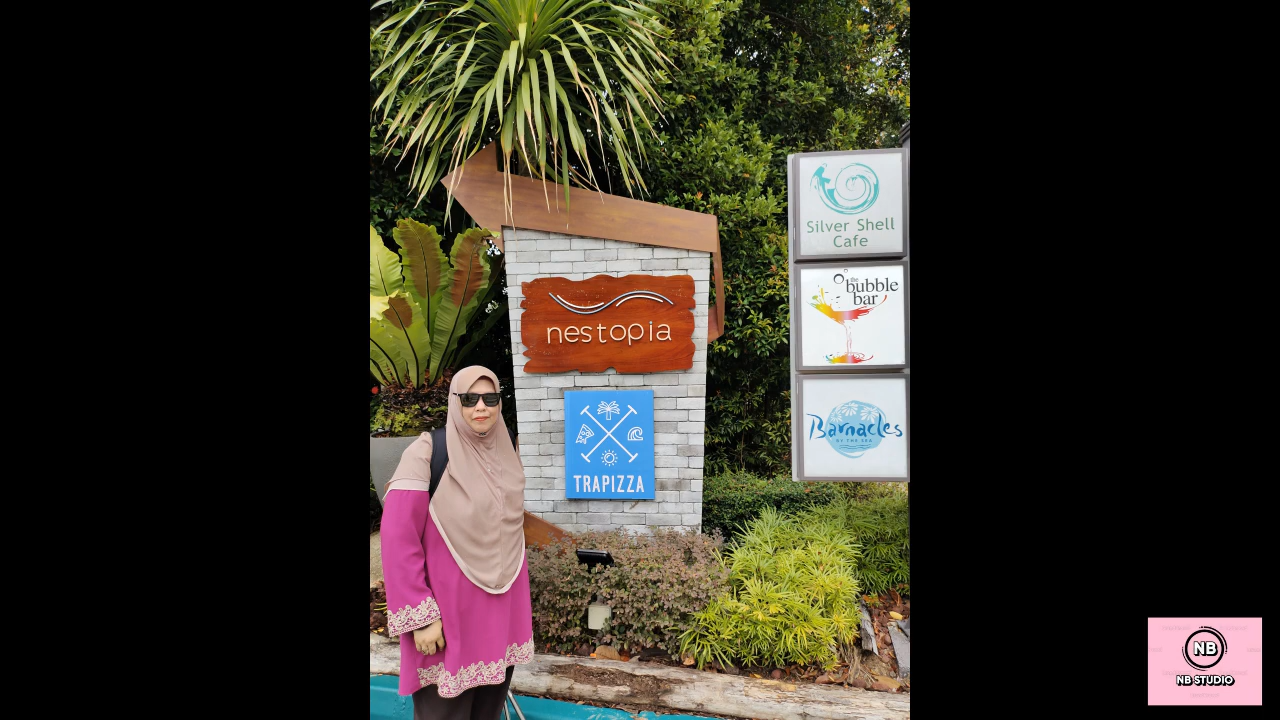 nestopia
TRAPIZZA
Silver Shell
Cafe
the
bubble
bar
Barnacles
BY THE SEA
NB
NB STUDIO